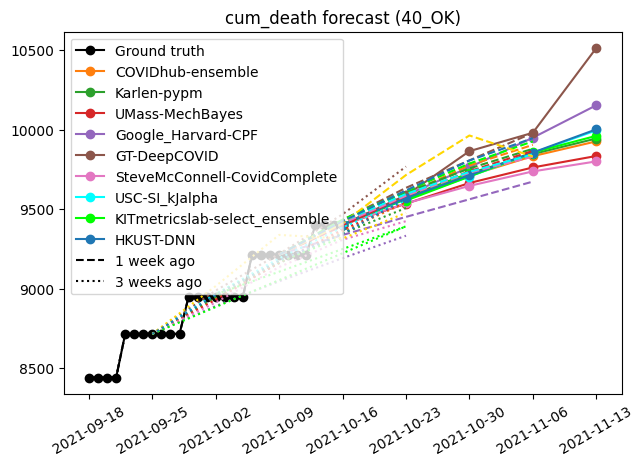 cum_death forecast (40_OK)
10500
10000
9500
9000
8500
Ground truth
COVIDhub-ensemble
Karlen-pypm
UMass-MechBayes
Google_Harvard-CPF
GT-DeepCOVID
SteveMcConnell-CovidComplete
USC-SI_kJalpha
KITmetricslab-select_ensemble
HKUST-DNN
1 week ago
3 weeks ago
2021-09-18
2021-09-25
2021-10-02
2021-10-09
2021-10-16
2021-10-23
2021-10-30
2021-11-06
2021-11-13